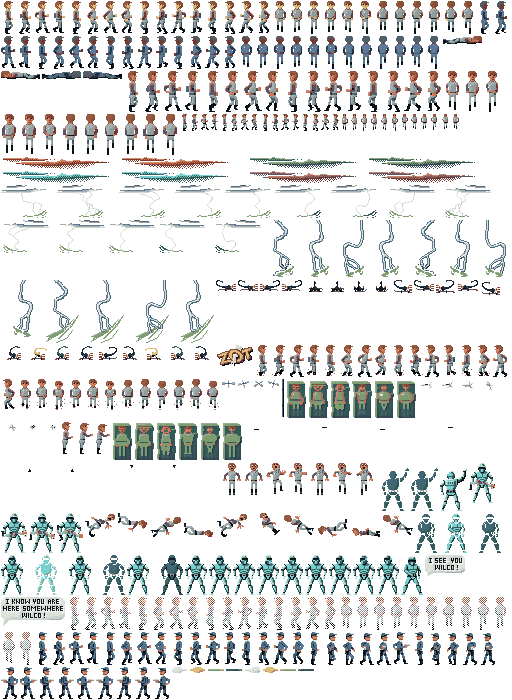 ZOT
I SEE YOU
WILCO!
I KNOW YOU ARE
HERE SOMEWHERE
WILCO!